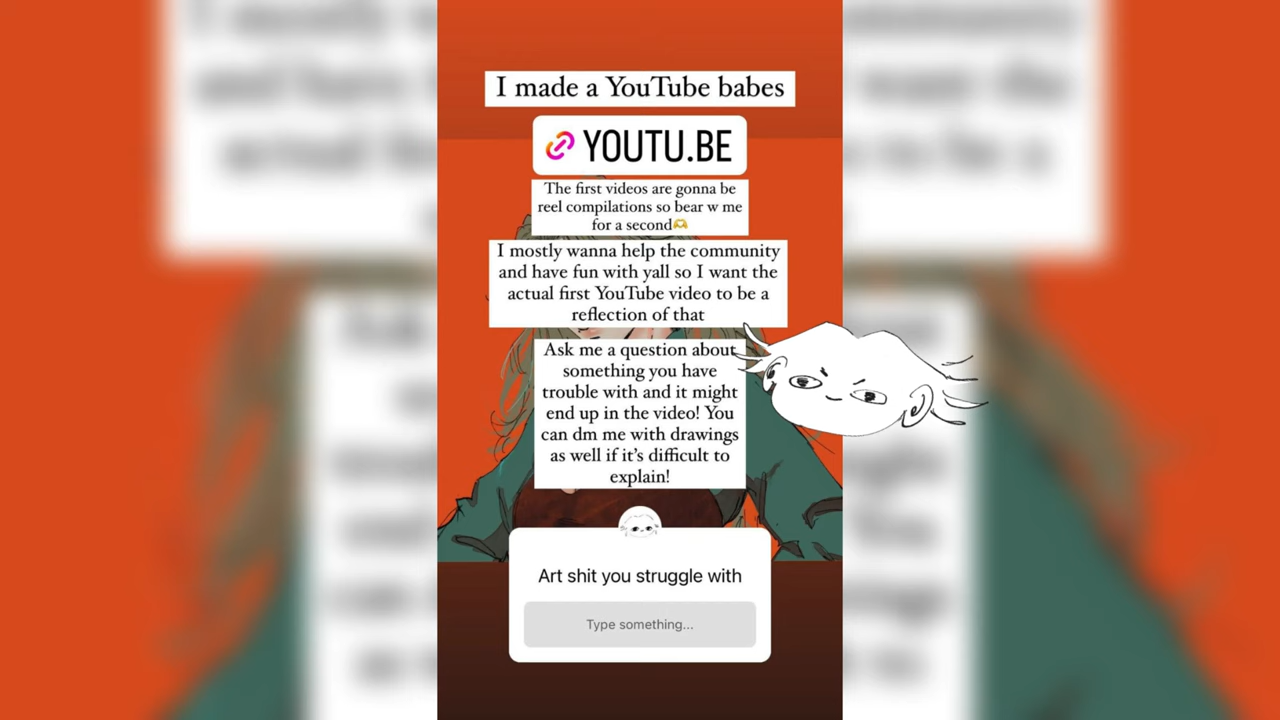 I made a YouTube babes
YOUTU.BE
The first videos are gonna be
reel compilations so bear w me
for a second🫶
I mostly wanna help the community
and have fun with yall so I want the
actual first YouTube video to be a
reflection of that
Ask me a question about
something you have
trouble with and it might
end up in the video! You
can dm me with drawings
as well if it's difficult to
explain!
Art shit you struggle with
Type something...